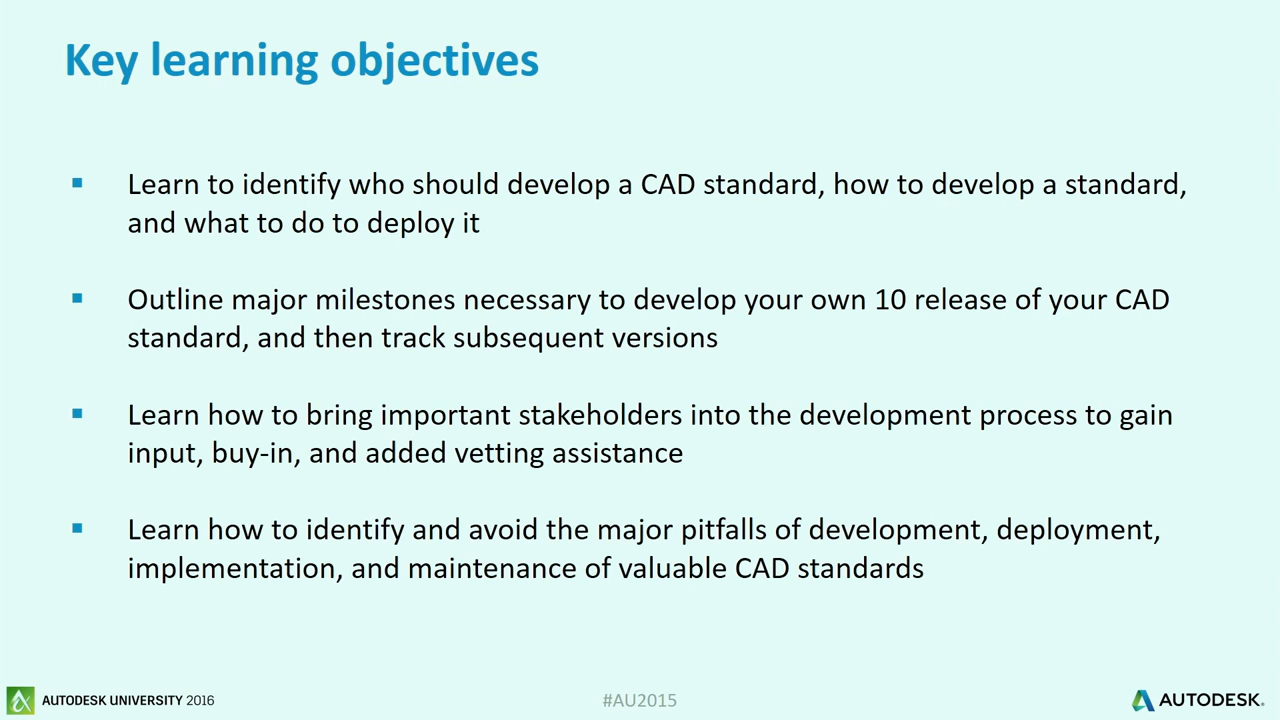 Key learning objectives
▪ Learn to identify who should develop a CAD standard, how to develop a standard,
and what to do to deploy it
▪ Outline major milestones necessary to develop your own 10 release of your CAD
standard, and then track subsequent versions
▪ Learn how to bring important stakeholders into the development process to gain
input, buy-in, and added vetting assistance
▪ Learn how to identify and avoid the major pitfalls of development, deployment,
implementation, and maintenance of valuable CAD standards
AUTODESK UNIVERSITY 2016
#AU2015
AUTODESK.